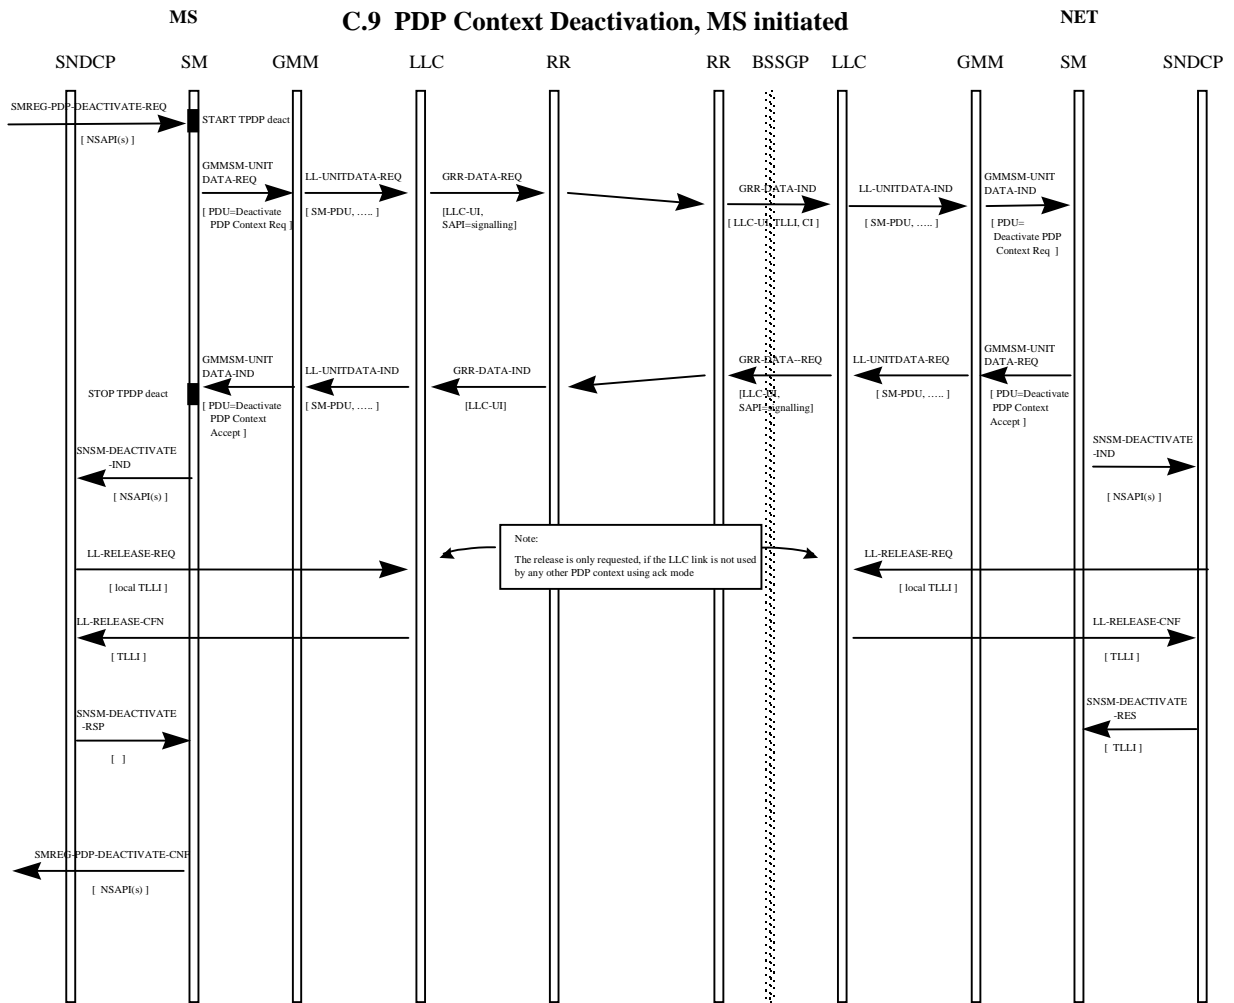 MS
C.9 PDP Context Deactivation, MS initiated
NET
SNDCP SM GMM LLC RR RR BSSGP LLC GMM SM SNDCP
SMREG-PDP-DEACTIVATE-REQ
[ NSAPI(s) ]
START TPDP deact
GMMSM-UNIT
DATA-REQ
[ PDU=Deactivate
PDP Context Req ]
LL-UNITDATA-REQ
[ SM-PDU, ….. ]
GRR-DATA-REQ
[LLC-UI,
SAPI=signalling]
GRR-DATA-IND
[ LLC-UI, TLLI, CI ]
LL-UNITDATA-IND
[ SM-PDU, ….. ]
GMMSM-UNIT
DATA-IND
[ PDU=
Deactivate PDP
Context Req ]
GMMSM-UNIT
DATA-REQ
[ PDU=Deactivate
PDP Context
Accept ]
LL-UNITDATA-REQ
[ SM-PDU, ….. ]
GRR-DATA--REQ
[LLC-UI,
SAPI=signalling]
GRR-DATA-IND
[LLC-UI]
LL-UNITDATA-IND
[ SM-PDU, ….. ]
GMMSM-UNIT
DATA-IND
[ PDU=Deactivate
PDP Context
Accept ]
STOP TPDP deact
SNSM-DEACTIVATE
-IND
[ NSAPI(s) ]
SNSM-DEACTIVATE
-IND
[ NSAPI(s) ]
Note:
The release is only requested, if the LLC link is not used
by any other PDP context using ack mode
LL-RELEASE-REQ
[ local TLLI ]
LL-RELEASE-REQ
[ local TLLI ]
LL-RELEASE-CFN
[ TLLI ]
LL-RELEASE-CNF
[ TLLI ]
SNSM-DEACTIVATE
-RSP
[ ]
SNSM-DEACTIVATE
-RES
[ TLLI ]
SMREG-PDP-DEACTIVATE-CNF
[ NSAPI(s) ]